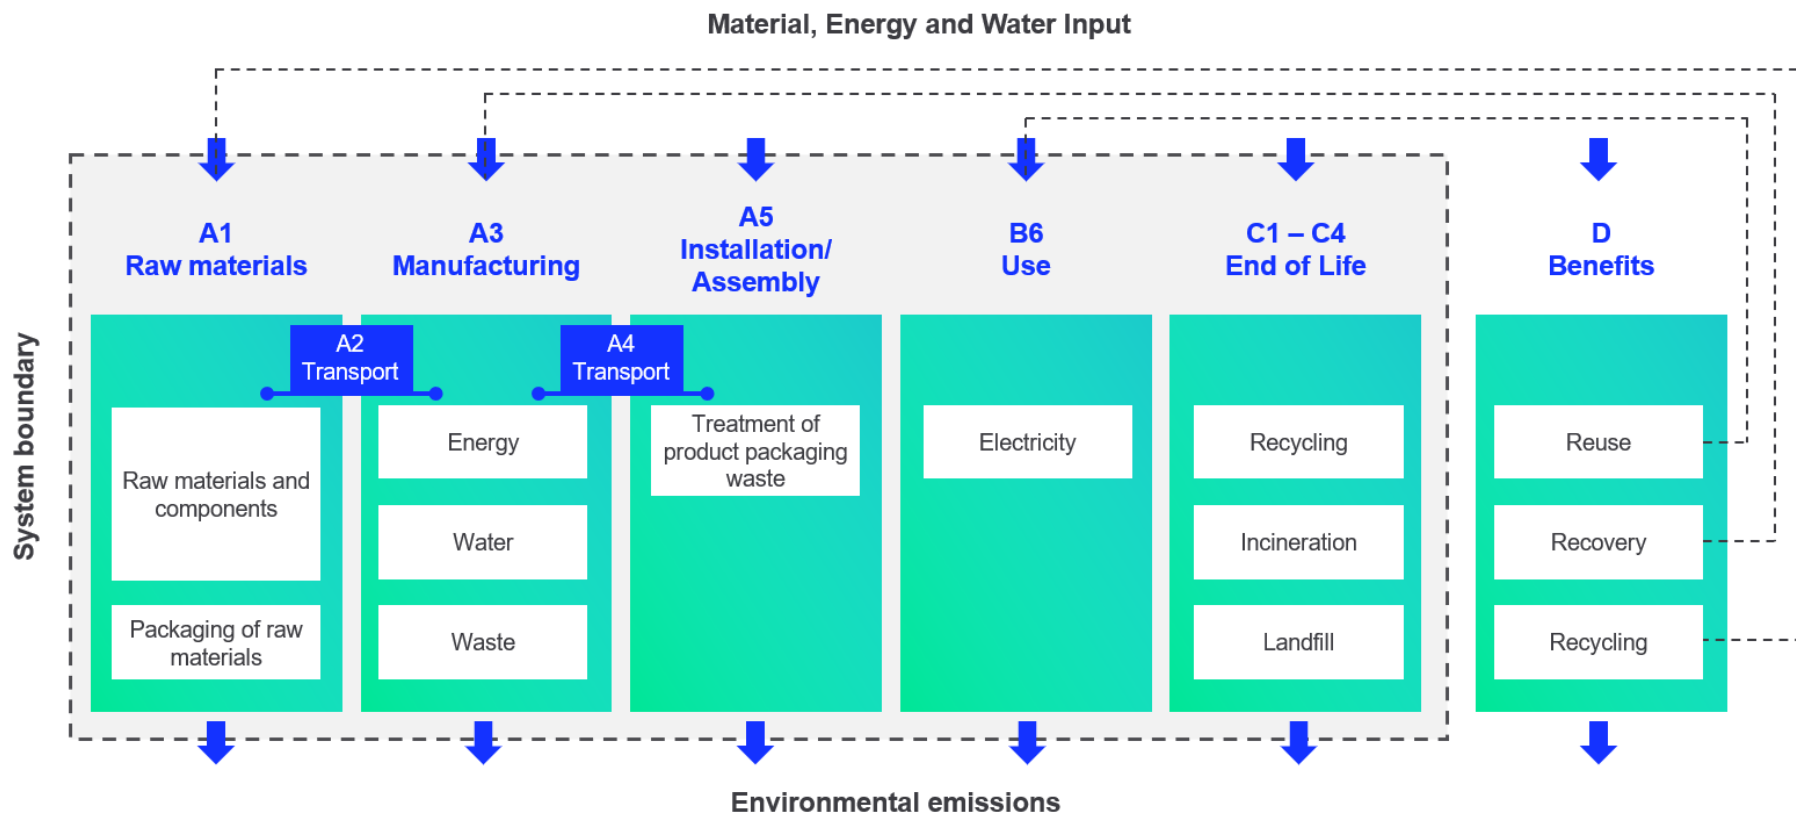 Material, Energy and Water Input
System boundary
A1
Raw materials
A3
Manufacturing
A5
Installation/
Assembly
B6
Use
C1 – C4
End of Life
D
Benefits
A2
Transport
A4
Transport
Raw materials and
components
Packaging of raw
materials
Energy
Water
Waste
Treatment of
product packaging
waste
Electricity
Recycling
Incineration
Landfill
Reuse
Recovery
Recycling
Environmental emissions